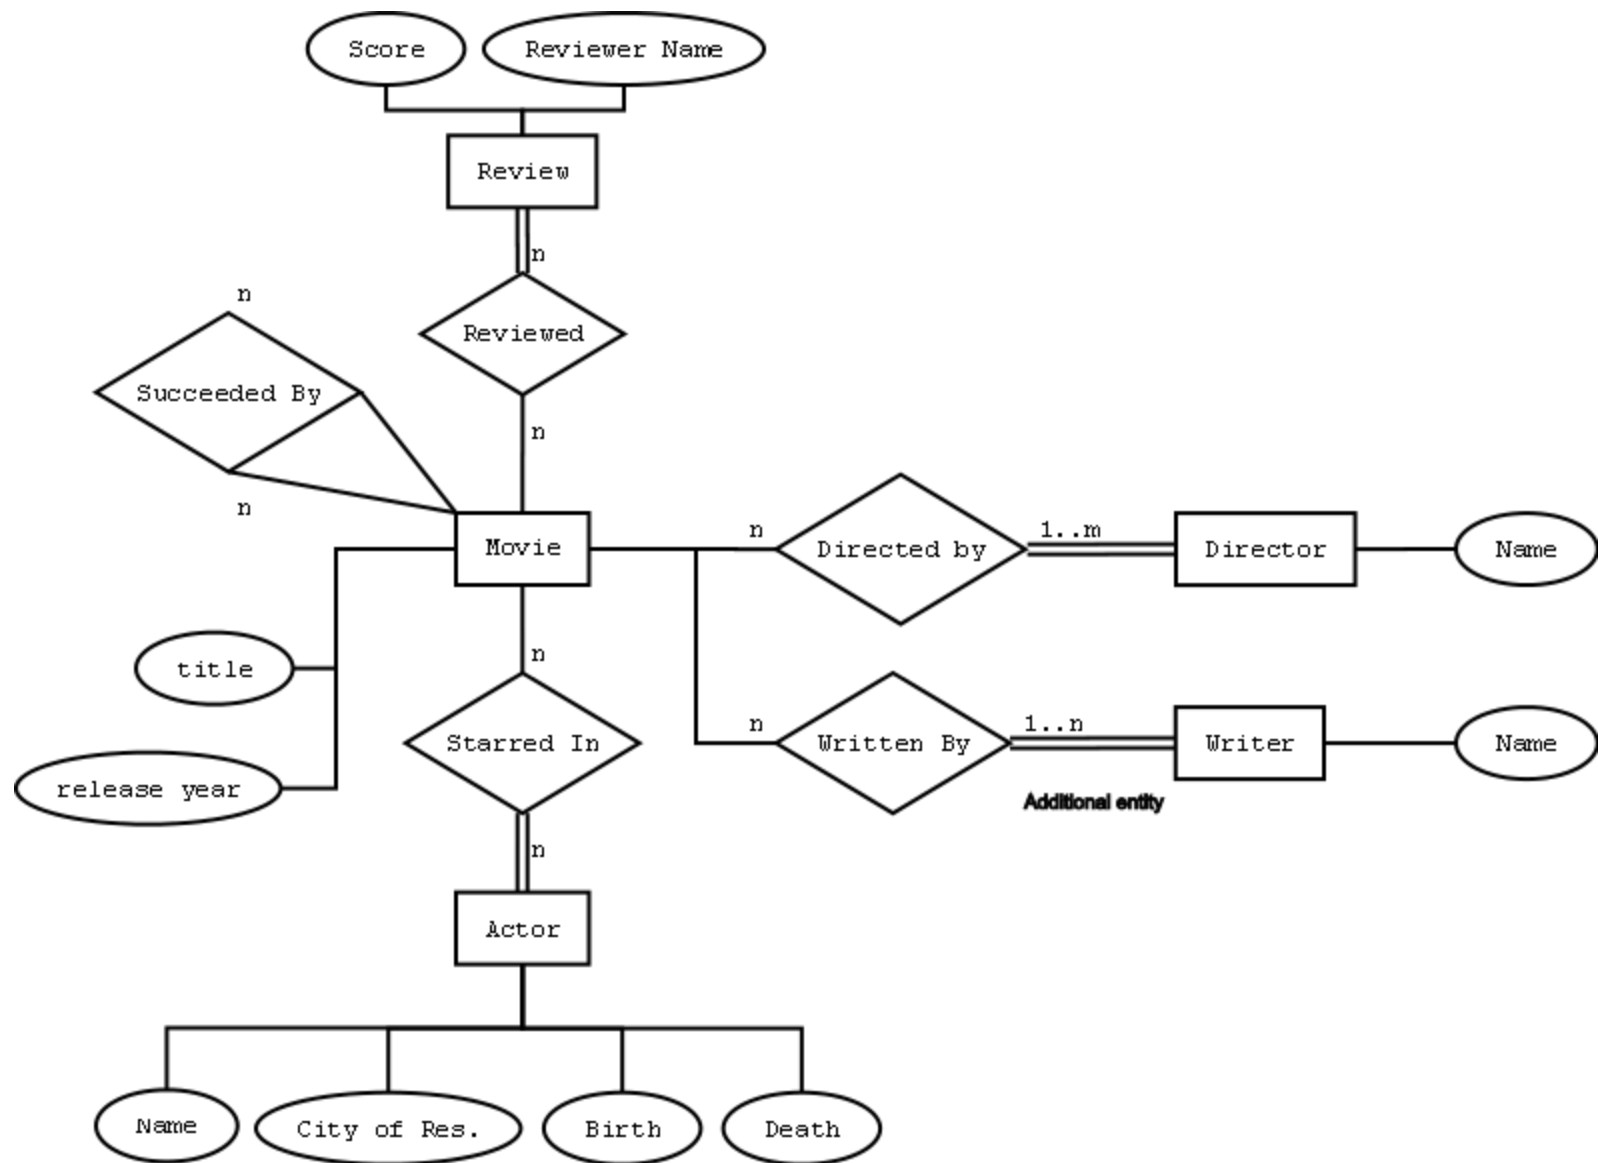 Score
Reviewer Name
Review
n
Reviewed
n
Succeeded By
n
n
Movie
n
Directed by
1..m
Director
Name
title
release year
n
Starred In
n
n
Written By
1..n
Writer
Name
Additional entity
Actor
Name
City of Res.
Birth
Death